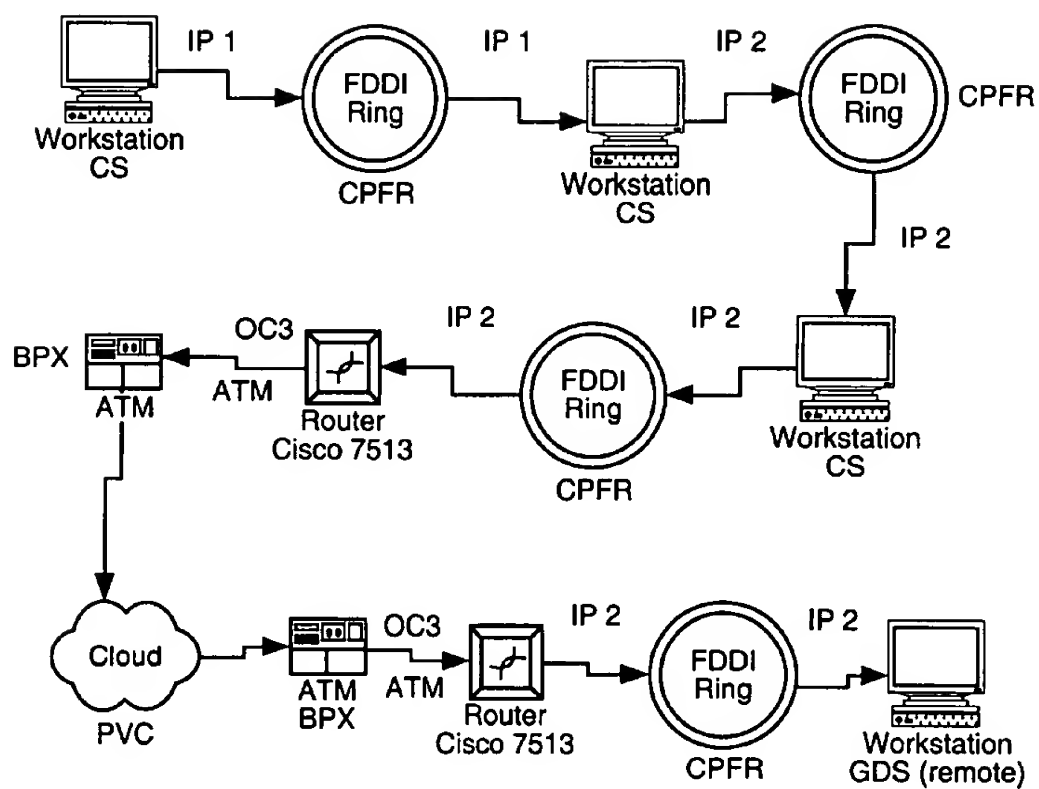 IP 1
FDDI
Ring
CPFR
Workstation
CS
IP 1
Workstation
CS
IP 2
FDDI
Ring
CPFR
IP 2
Workstation
CS
IP 2
FDDI
Ring
CPFR
IP 2
Router
Cisco 7513
OC3
ATM
BPX
ATM
Cloud
PVC
ATM
BPX
OC3
ATM
Router
Cisco 7513
IP 2
FDDI
Ring
CPFR
IP 2
Workstation
GDS (remote)